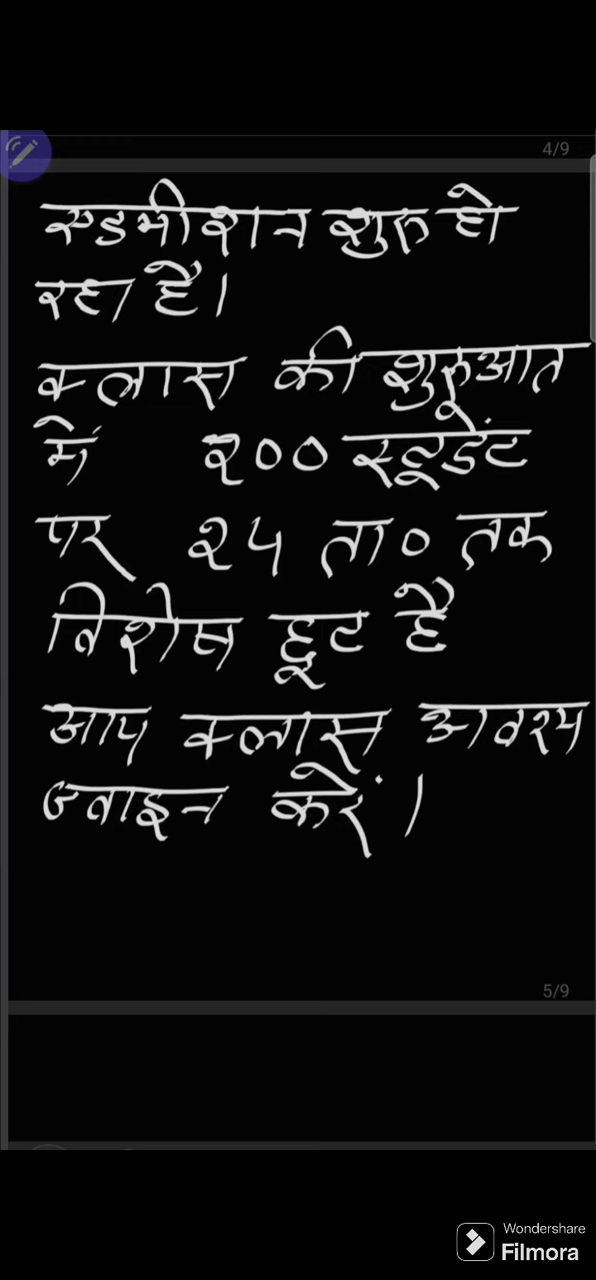 4/9
एडमीशन शुरू हो
रहा है।
क्लास की शुरूआत
में २०० स्टूडेंट
पर २५ ता० तक
विशेष छूट है
आप क्लास अवश्य
ज्वाइन करें।
5/9
Wondershare
Filmora